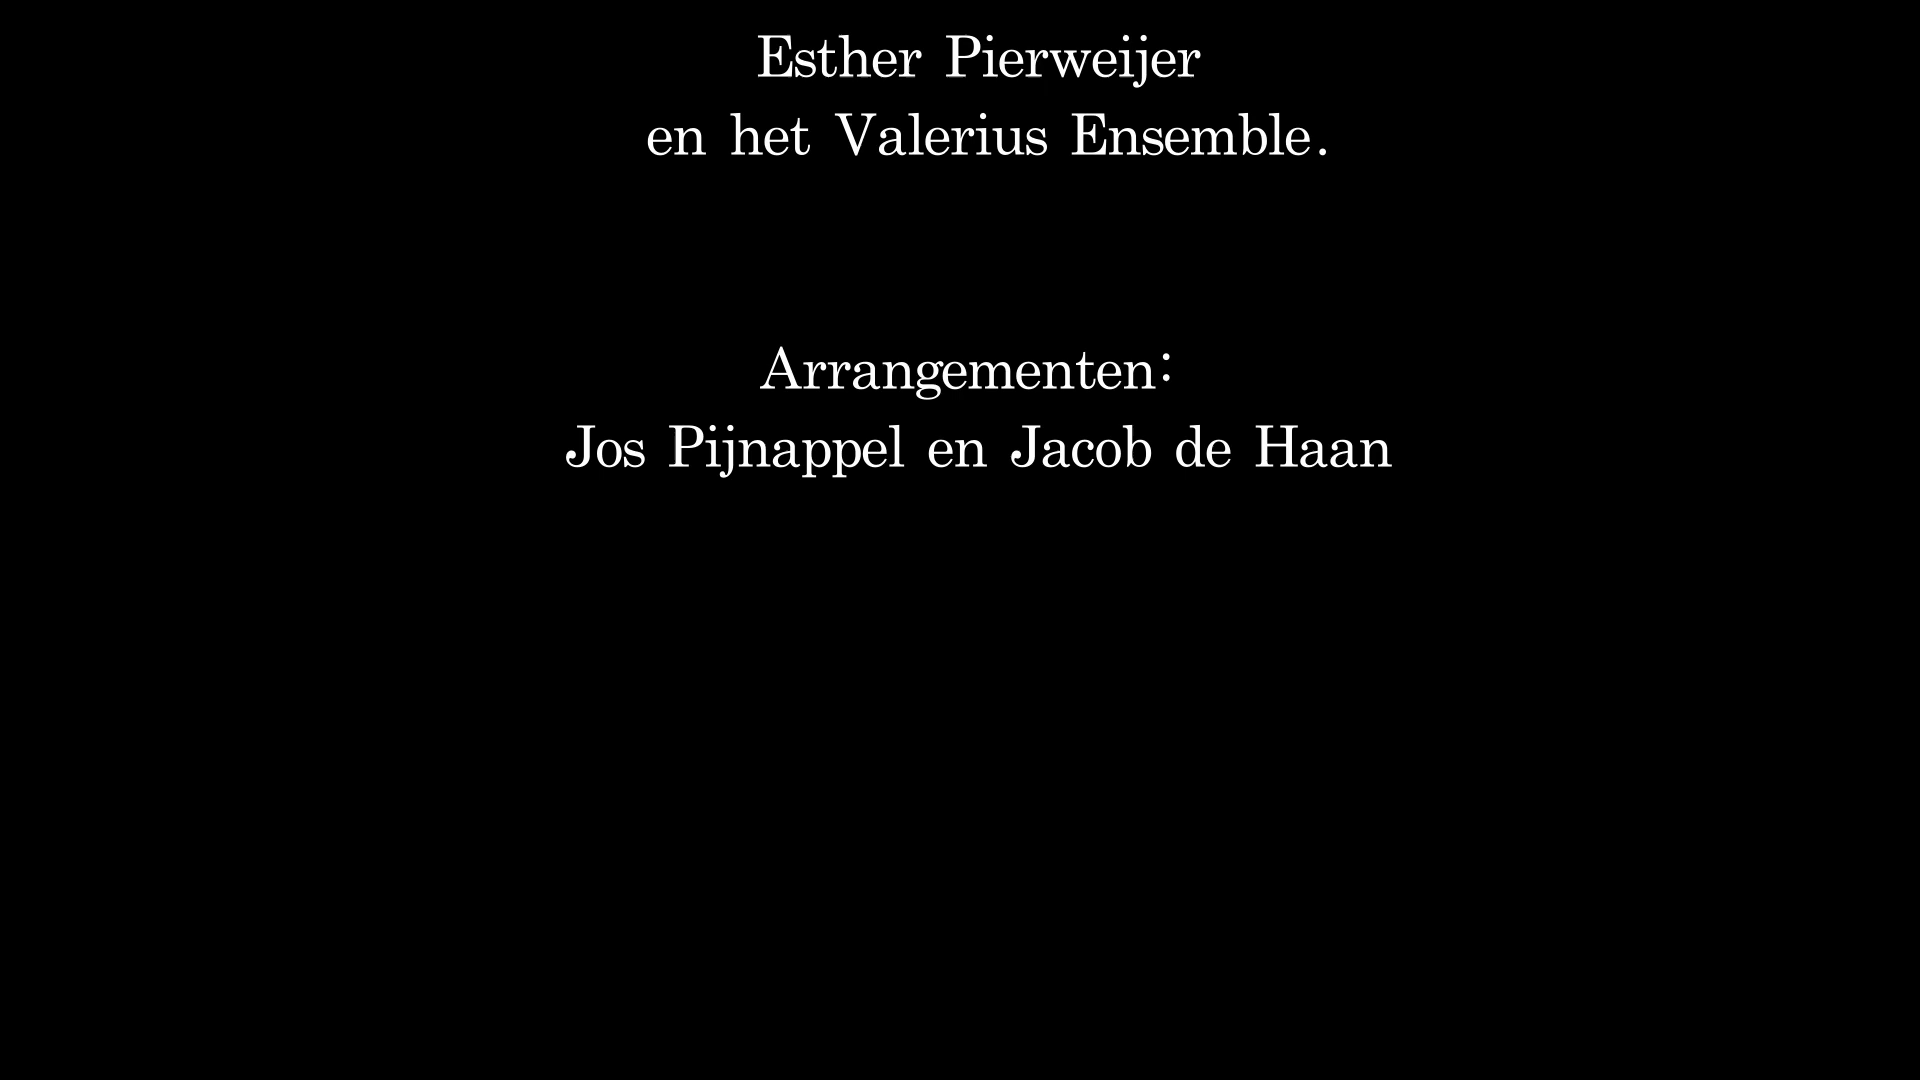 Esther Pierweijer
en het Valerius Ensemble.
Arrangementen:
Jos Pijnappel en Jacob de Haan